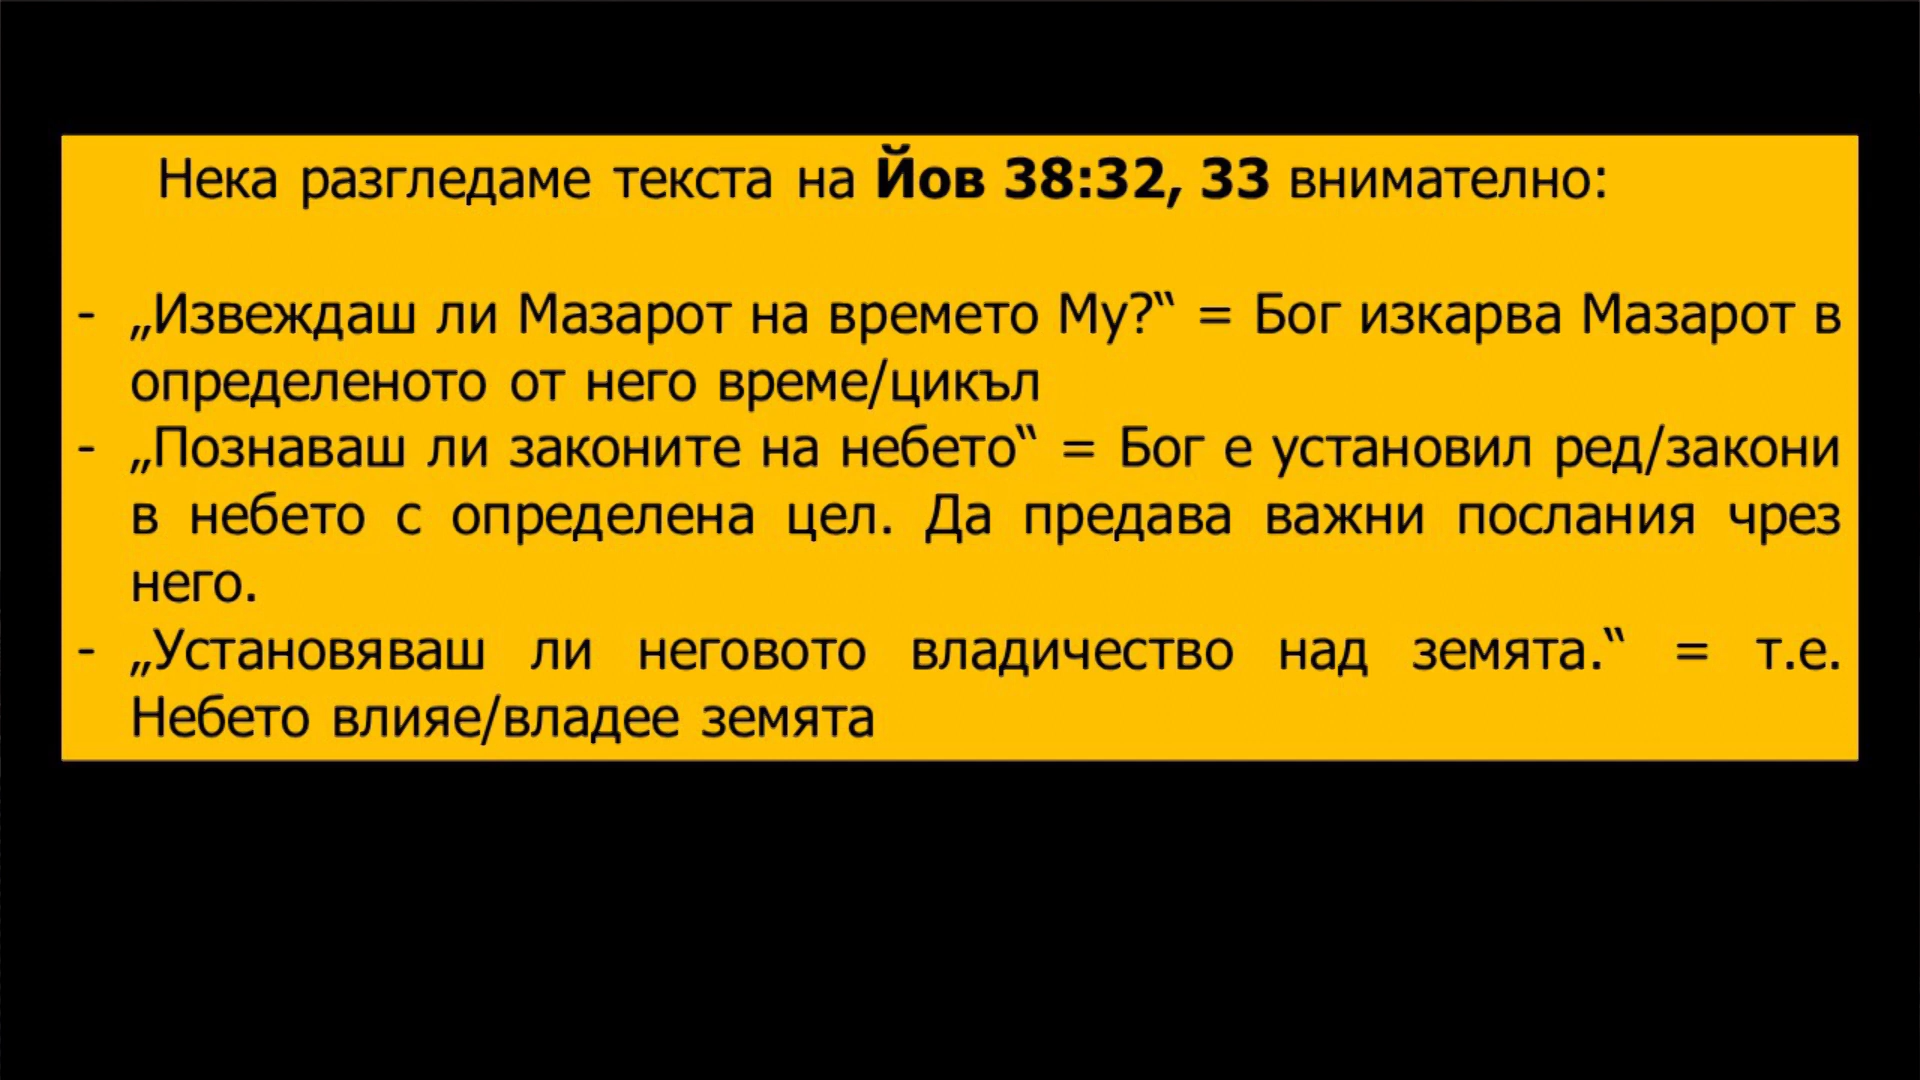 Нека разгледаме текста на Йов 38:32, 33 внимателно:
- „Извеждаш ли Мазарот на времето Му?“ = Бог изкарва Мазарот в
определеното от него време/цикъл
- „Познаваш ли законите на небето“ = Бог е установил ред/закони
в небето с определена цел. Да предава важни послания чрез
него.
- „Установяваш ли неговото владичество над земята.“ = т.е.
Небето влияе/владее земята